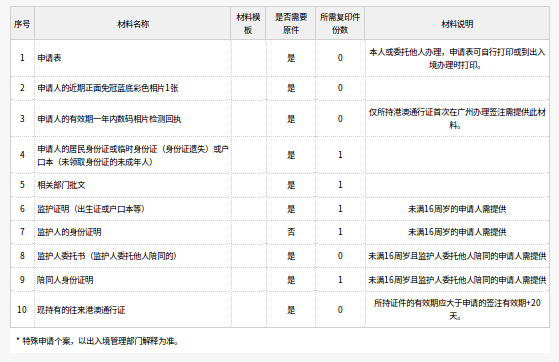 序号 材料名称 材料模板 是否需要原件 所需复印件份数 材料说明
1 申请表 是 0 本人或委托他人办理，申请表可自行打印或到出入
境办理时打印。
2 申请人的近期正面免冠蓝底彩色相片1张 是 0
3 申请人的有效期一年内数码相片检测回执 是 0 仅所持港澳通行证首次在广州办理签注需提供此材
料。
4 申请人的居民身份证或临时身份证（身份证遗失）或户
口本（未领取身份证的未成年人） 是 1
5 相关部门批文 是 1
6 监护证明（出生证或户口本等） 是 1 未满16周岁的申请人需提供
7 监护人的身份证明 否 1 未满16周岁的申请人需提供
8 监护人委托书（监护人委托他人陪同的） 是 0 未满16周岁且监护人委托他人陪同的申请人需提供
9 陪同人身份证明 是 1 未满16周岁且监护人委托他人陪同的申请人需提供
10 现持有的往来港澳通行证 是 0 所持证件的有效期应大于申请的签注有效期+20
天。
* 特殊申请个案，以出入境管理部门解释为准。